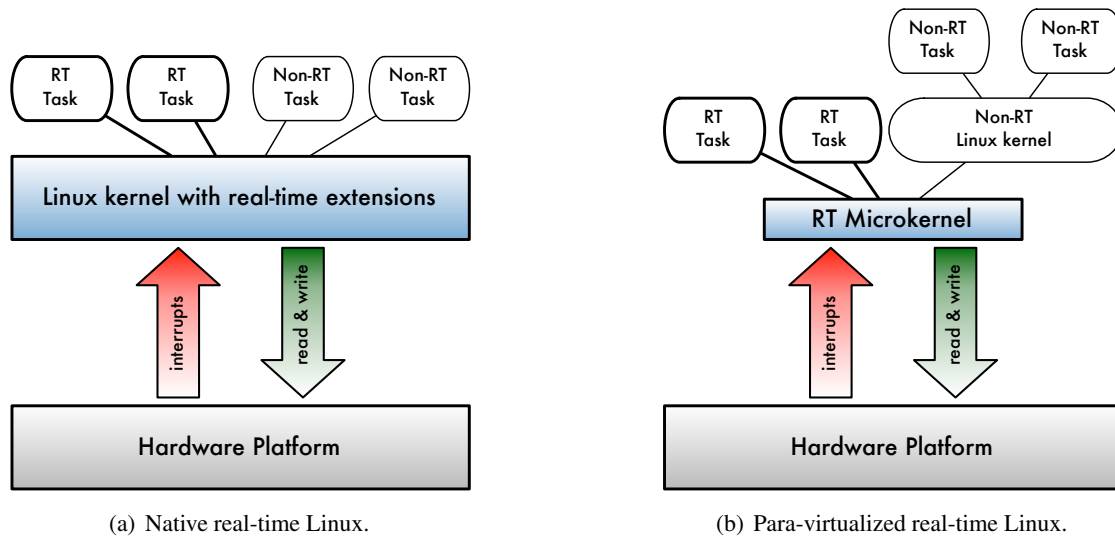 RT
Task
RT
Task
Non-RT
Task
Non-RT
Task
Linux kernel with real-time extensions
interrupts
read & write
Hardware Platform
(a) Native real-time Linux.
Non-RT
Task
Non-RT
Task
RT
Task
RT
Task
Non-RT
Linux kernel
RT Microkernel
interrupts
read & write
Hardware Platform
(b) Para-virtualized real-time Linux.